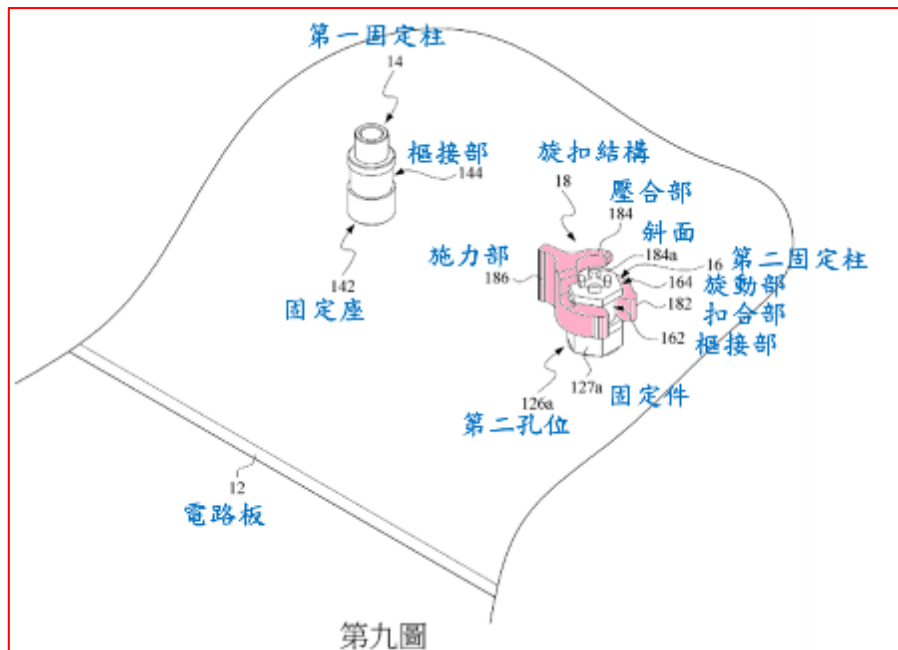 第一固定柱
14
樞接部
144
旋扣結構
18
壓合部
184
斜面
184a
16
第二固定柱
164
旋動部
施力部
186
182
扣合部
142
固定座
162
樞接部
127a
固定件
126a
第二孔位
12
電路板
第九圖